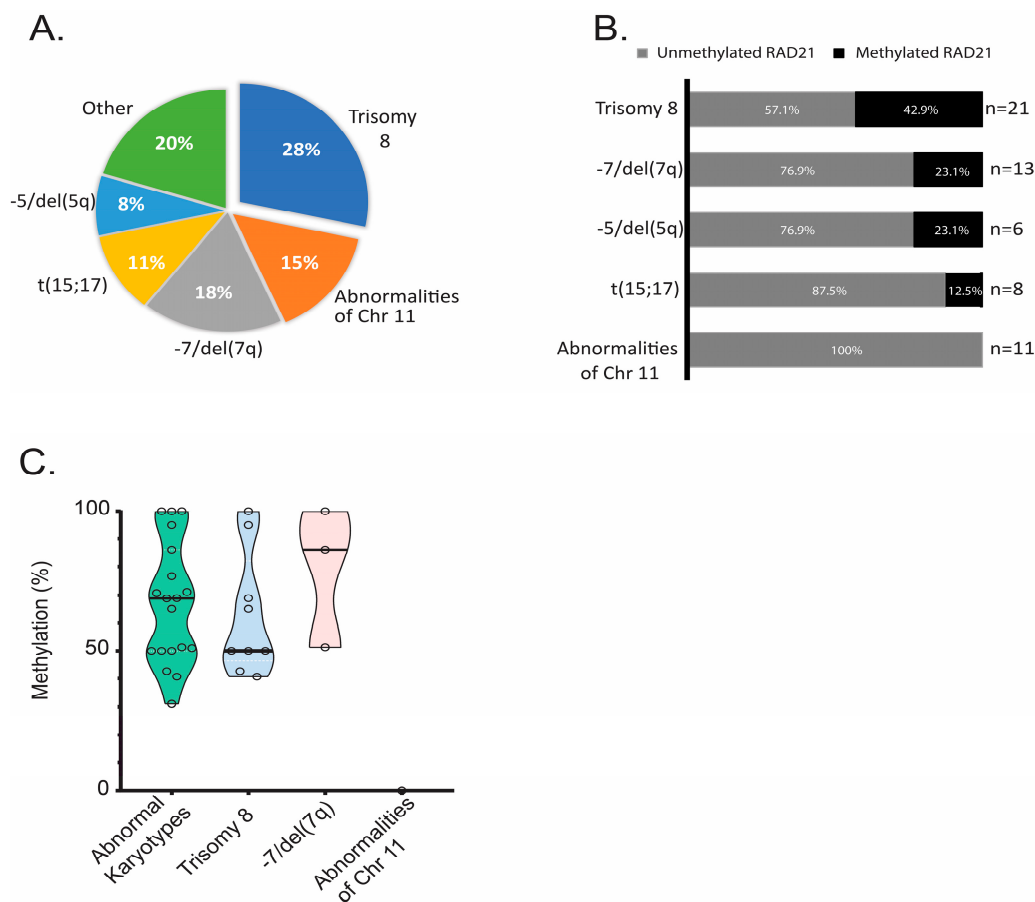 A.
Other
20%
Trisomy
8
28%
-5/del(5q)
8%
t(15;17)
11%
18%
15%
Abnormalities
of Chr 11
-7/del(7q)
B.
Unmethylated RAD21
Methylated RAD21
Trisomy 8
57.1%
42.9%
n=21
-7/del(7q)
76.9%
23.1%
n=13
-5/del(5q)
76.9%
23.1%
n=6
t(15;17)
87.5%
12.5%
n=8
Abnormalities
of Chr 11
100%
n=11
C.
Methylation (%)
100
50
0
Abnormal
Karyotypes
Trisomy 8
-7/del(7q)
Abnormalities
of Chr 11